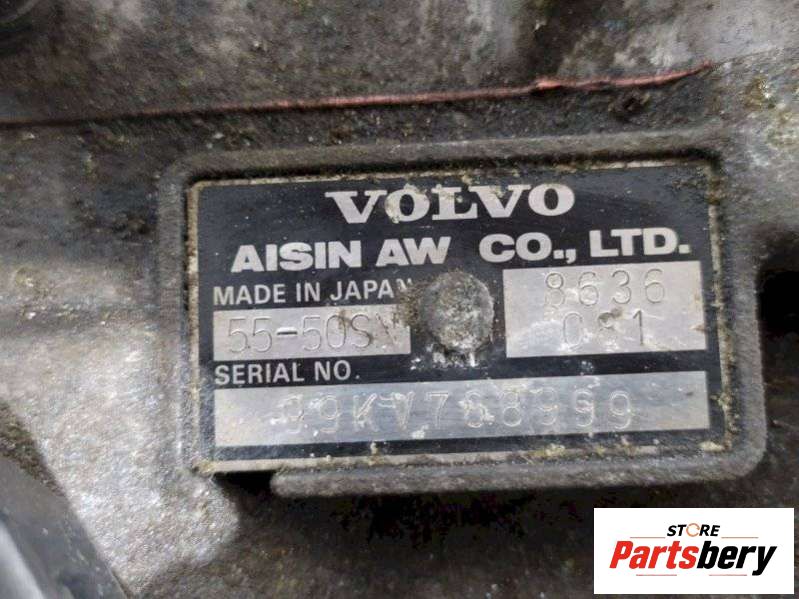 VOLVO
AISIN AW CO., LTD.
MADE IN JAPAN
55-50SN
8636
081
SERIAL NO.
STORE
Partsbery